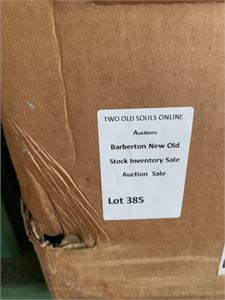 TWO OLD SOULS ONLINE
Auctions
Barberton New Old
Stock Inventory Sale
Auction Sale
Lot 385